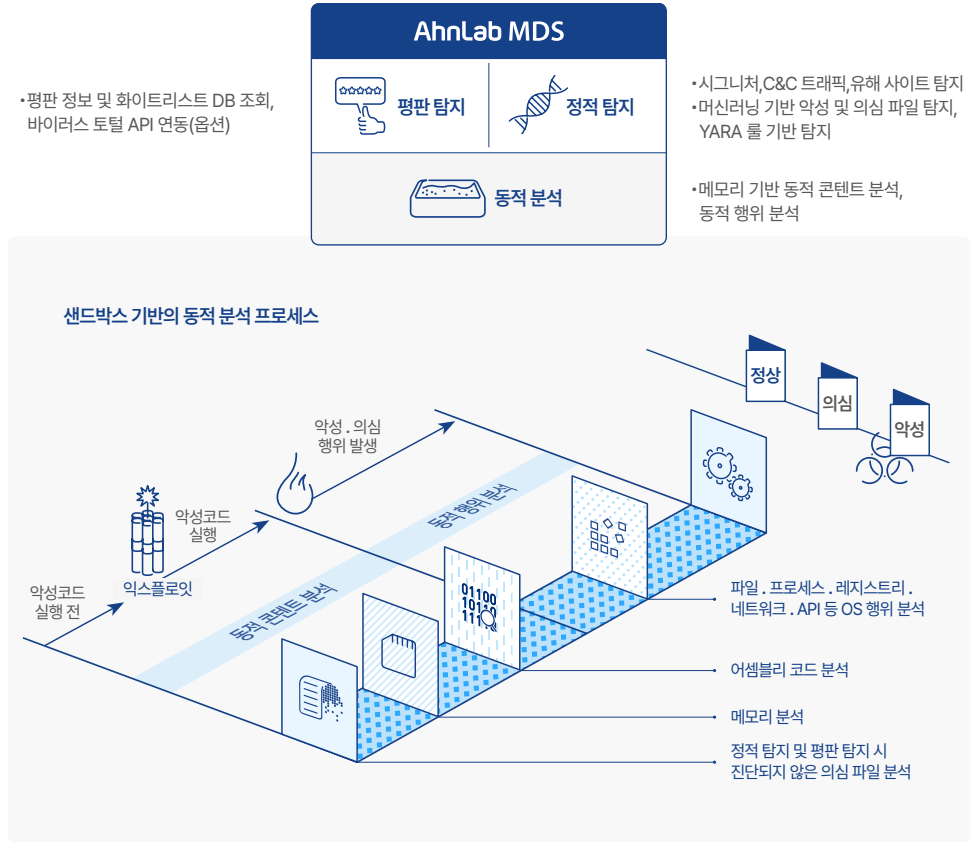 AhnLab MDS
평판 탐지
정적 탐지
동적 분석
•평판 정보 및 화이트리스트 DB 조회,
바이러스 토털 API 연동(옵션)
•시그니처,C&C 트래픽,유해 사이트 탐지
•머신러닝 기반 악성 및 의심 파일 탐지,
YARA 룰 기반 탐지
•메모리 기반 동적 콘텐트 분석,
동적 행위 분석
샌드박스 기반의 동적 분석 프로세스
정상
의심
악성
악성 . 의심
행위 발생
악성코드
실행
익스플로잇
악성코드
실행 전
동적 행위 분석
동적 콘텐트 분석
01100
10110
111
파일 . 프로세스 . 레지스트리 .
네트워크 . API 등 OS 행위 분석
어셈블리 코드 분석
메모리 분석
정적 탐지 및 평판 탐지 시
진단되지 않은 의심 파일 분석